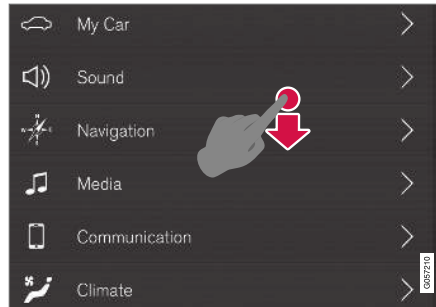 My Car
Sound
Navigation
Media
Communication
Climate
G057210